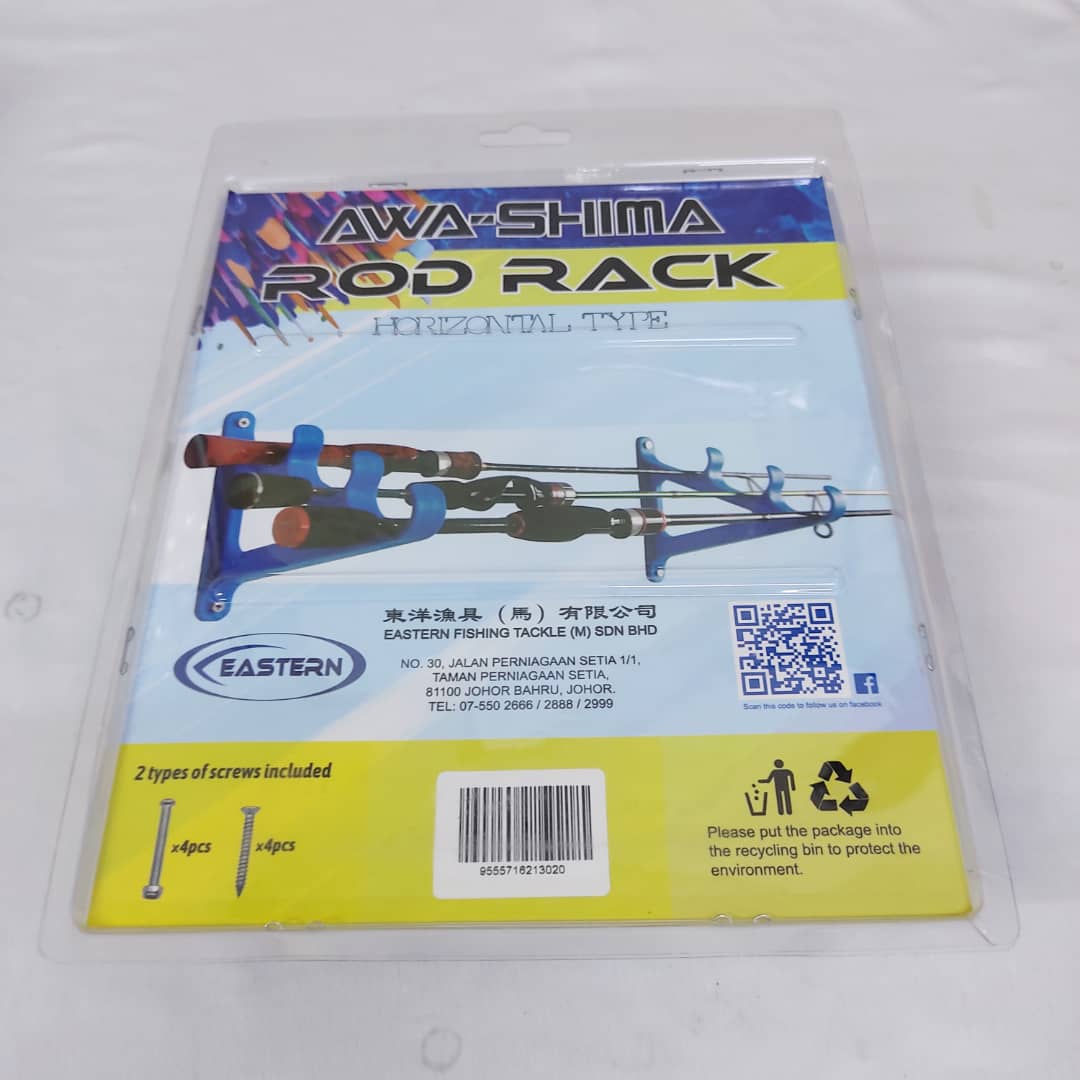 AWA-SHIMA
ROD RACK
HORIZONTAL TYPE
東洋漁具（馬）有限公司
EASTERN FISHING TACKLE (M) SDN BHD
EASTERN
NO. 30, JALAN PERNIAGAAN SETIA 1/1,
TAMAN PERNIAGAAN SETIA,
81100 JOHOR BAHRU, JOHOR.
TEL: 07-550 2666 / 2888 / 2999
f
Scan this code to follow us on facebook
2 types of screws included
x4pcs
x4pcs
9555716213020
Please put the package into
the recycling bin to protect the
environment.